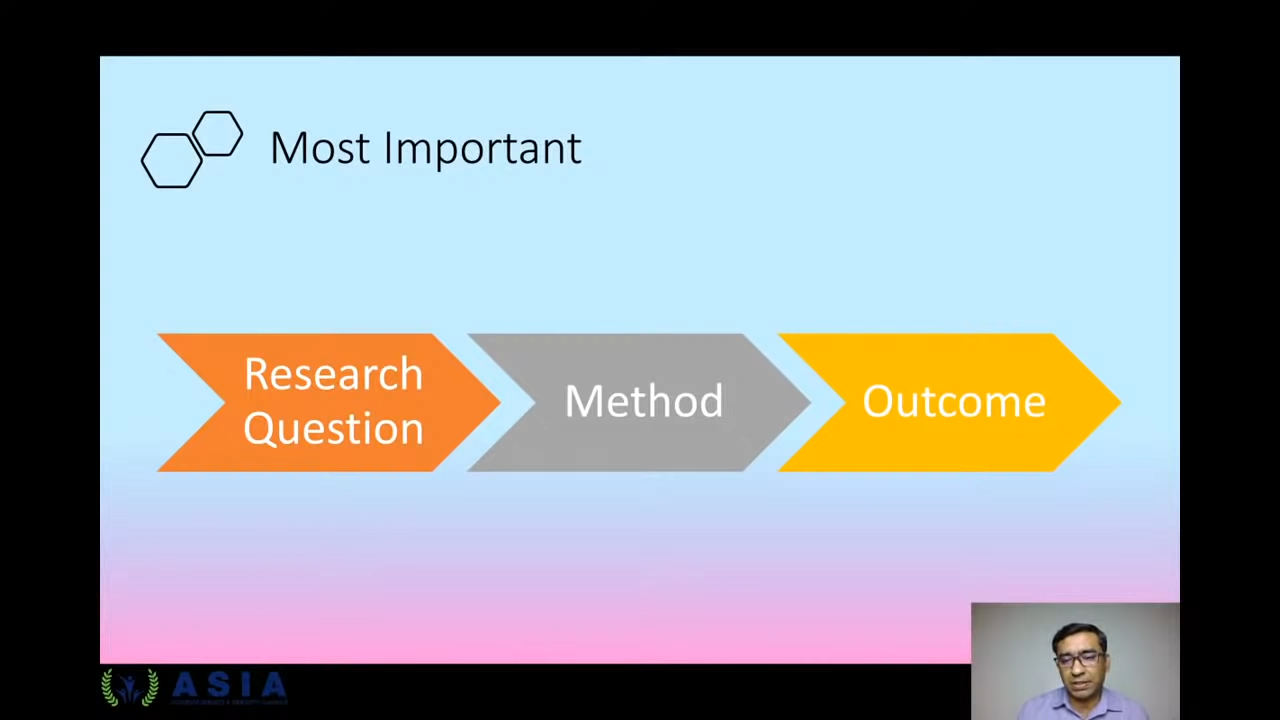 Most Important
Research
Question
Method
Outcome
ASIA